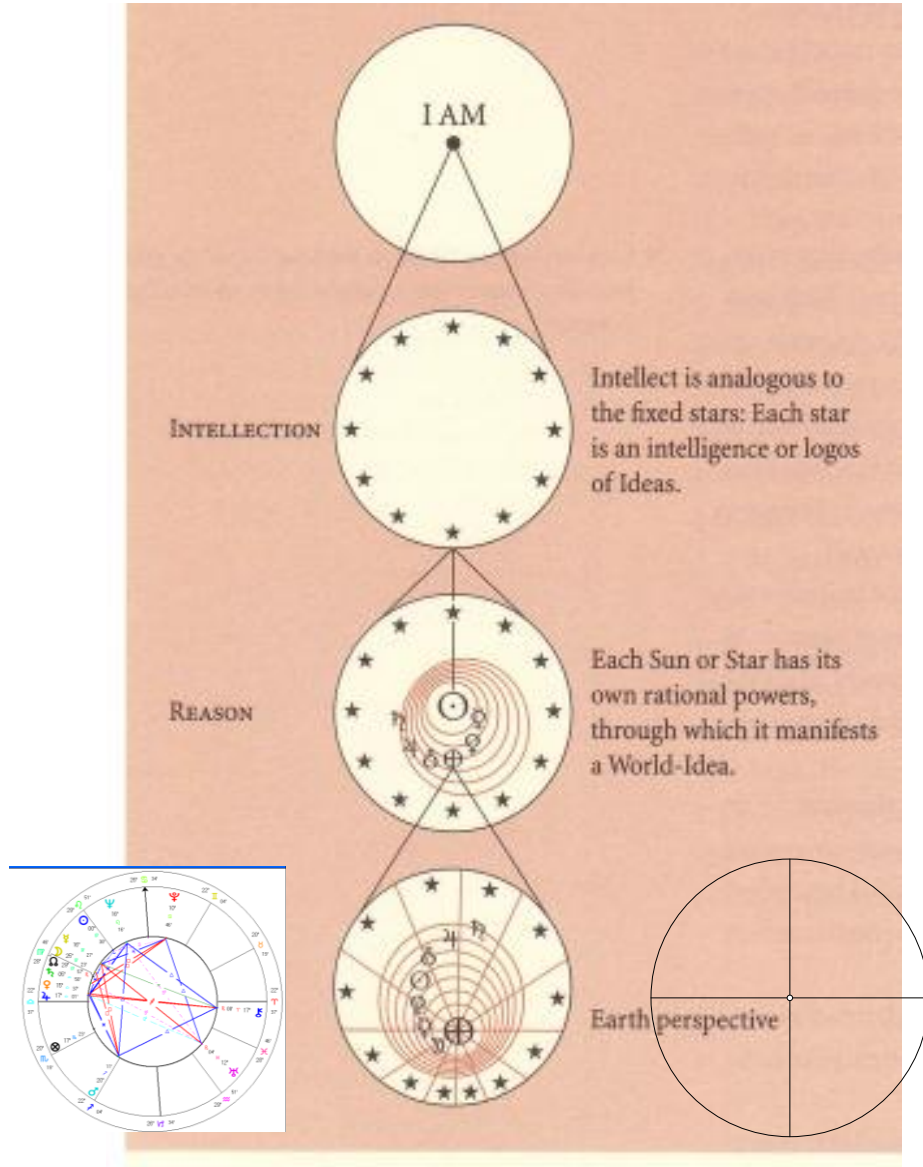 I AM
INTELLECTION
Intellect is analogous to
the fixed stars: Each star
is an intelligence or logos
of Ideas.
REASON
Each Sun or Star has its
own rational powers,
through which it manifests
a World-Idea.
Earth perspective